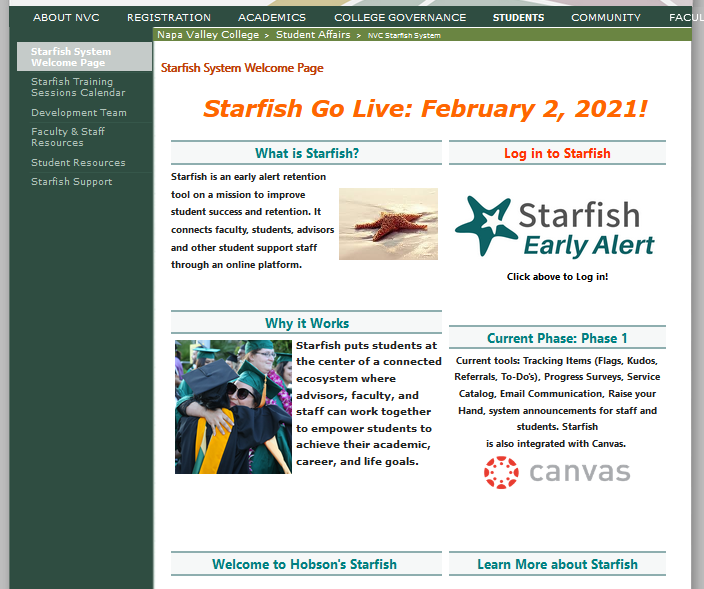 ABOUT NVC REGISTRATION ACADEMICS COLLEGE GOVERNANCE STUDENTS COMMUNITY
Napa Valley College > Student Affairs > NVC Starfish System
Starfish System
Welcome Page
Starfish Training
Sessions Calendar
Development Team
Faculty & Staff
Resources
Student Resources
Starfish Support
Starfish System Welcome Page
Starfish Go Live: February 2, 2021!
What is Starfish?
Starfish is an early alert retention
tool on a mission to improve
student success and retention. It
connects faculty, students, advisors
and other student support staff
through an online platform.
Log in to Starfish
Starfish
Early Alert
Click above to Log in!
Why it Works
Starfish puts students at
the center of a connected
ecosystem where
advisors, faculty, and
staff can work together
to empower students to
achieve their academic,
career, and life goals.
Current Phase: Phase 1
Current tools: Tracking Items (Flags, Kudos,
Referrals, To-Do's), Progress Surveys, Service
Catalog, Email Communication, Raise your
Hand, system announcements for staff and
students. Starfish
is also integrated with Canvas.
canvas
Welcome to Hobson's Starfish
Learn More about Starfish